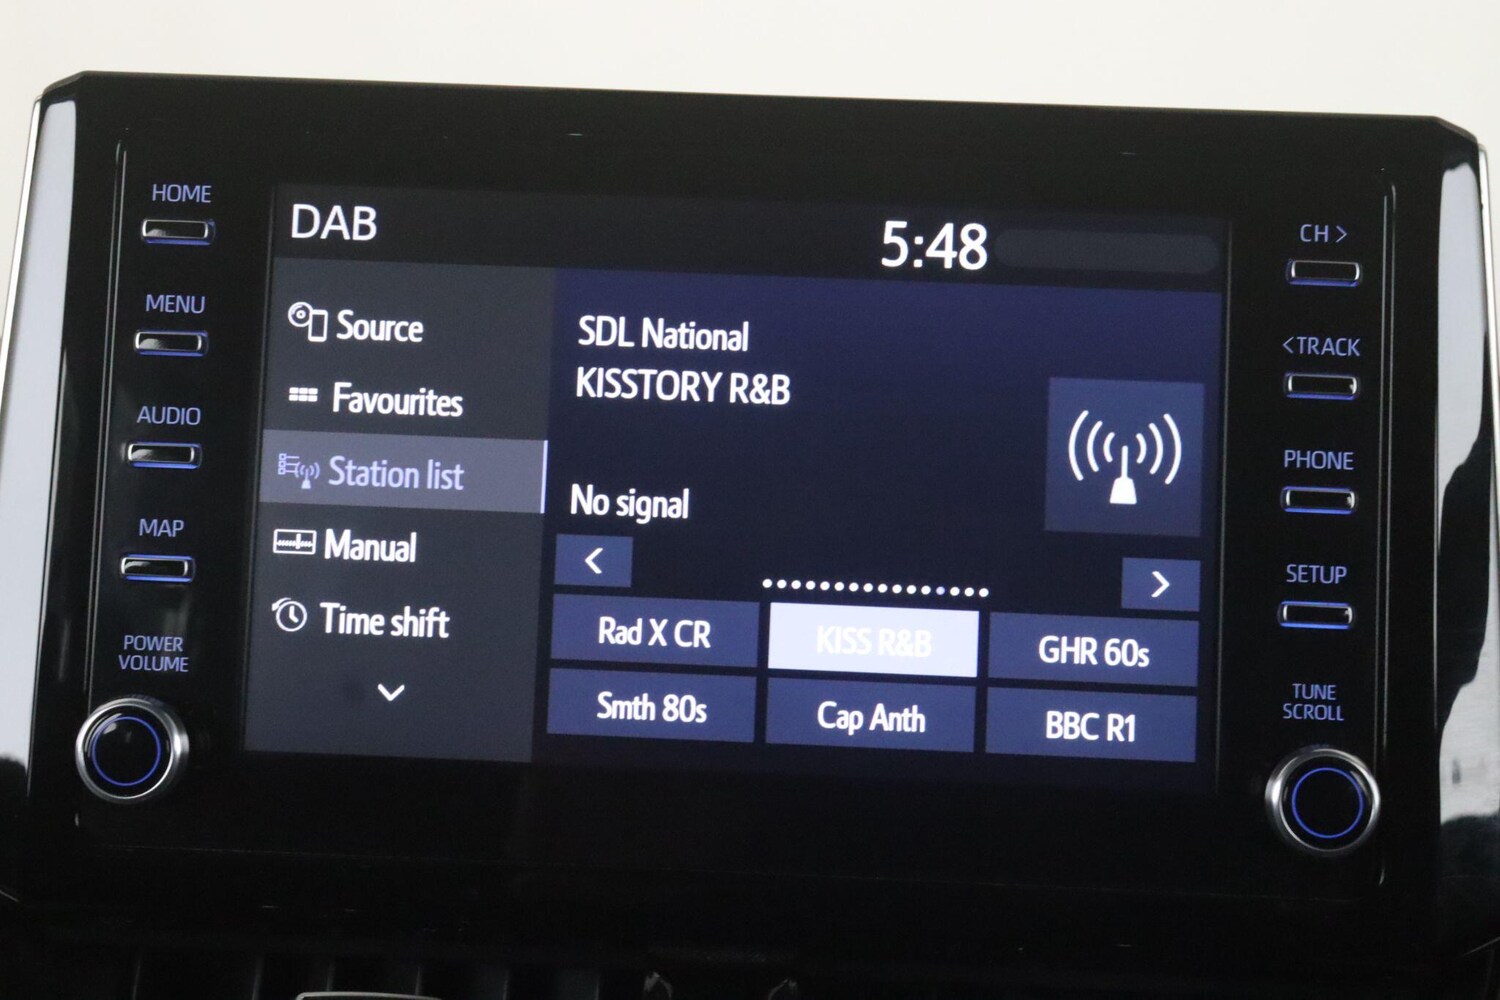 HOME
MENU
AUDIO
MAP
POWER
VOLUME
DAB
5:48
Source
Favourites
Station list
Manual
Time shift
SDL National
KISSTORY R&B
No signal
<
>
Rad X CR
KISS R&B
GHR 60s
Smth 80s
Cap Anth
BBC R1
CH >
<TRACK
PHONE
SETUP
TUNE
SCROLL